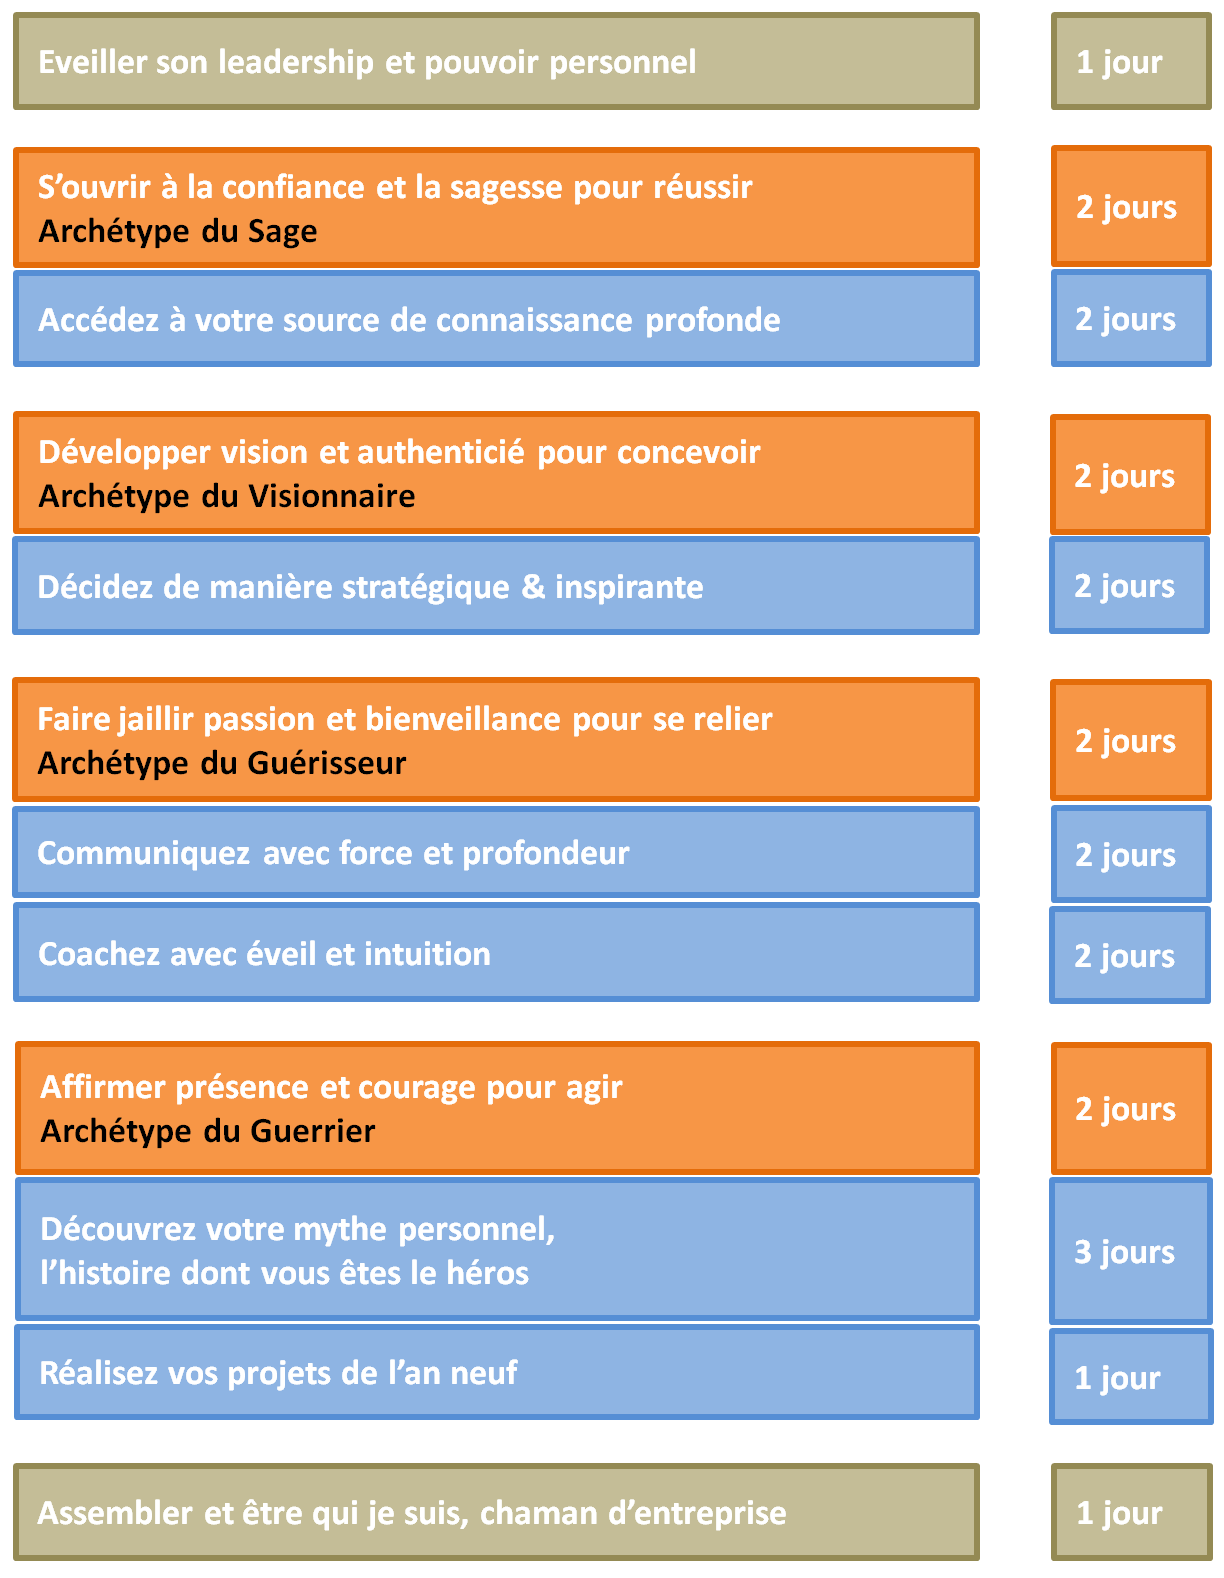 Eveiller son leadership et pouvoir personnel
1 jour
S’ouvrir à la confiance et la sagesse pour réussir
Archétype du Sage
2 jours
Accédez à votre source de connaissance profonde
2 jours
Développer vision et authenticié pour concevoir
Archétype du Visionnaire
2 jours
Décidez de manière stratégique & inspirante
2 jours
Faire jaillir passion et bienveillance pour se relier
Archétype du Guérisseur
2 jours
Communiquez avec force et profondeur
2 jours
Coachez avec éveil et intuition
2 jours
Affirmer présence et courage pour agir
Archétype du Guerrier
2 jours
Découvrez votre mythe personnel,
l’histoire dont vous êtes le héros
3 jours
Réalisez vos projets de l’an neuf
1 jour
Assembler et être qui je suis, chaman d’entreprise
1 jour